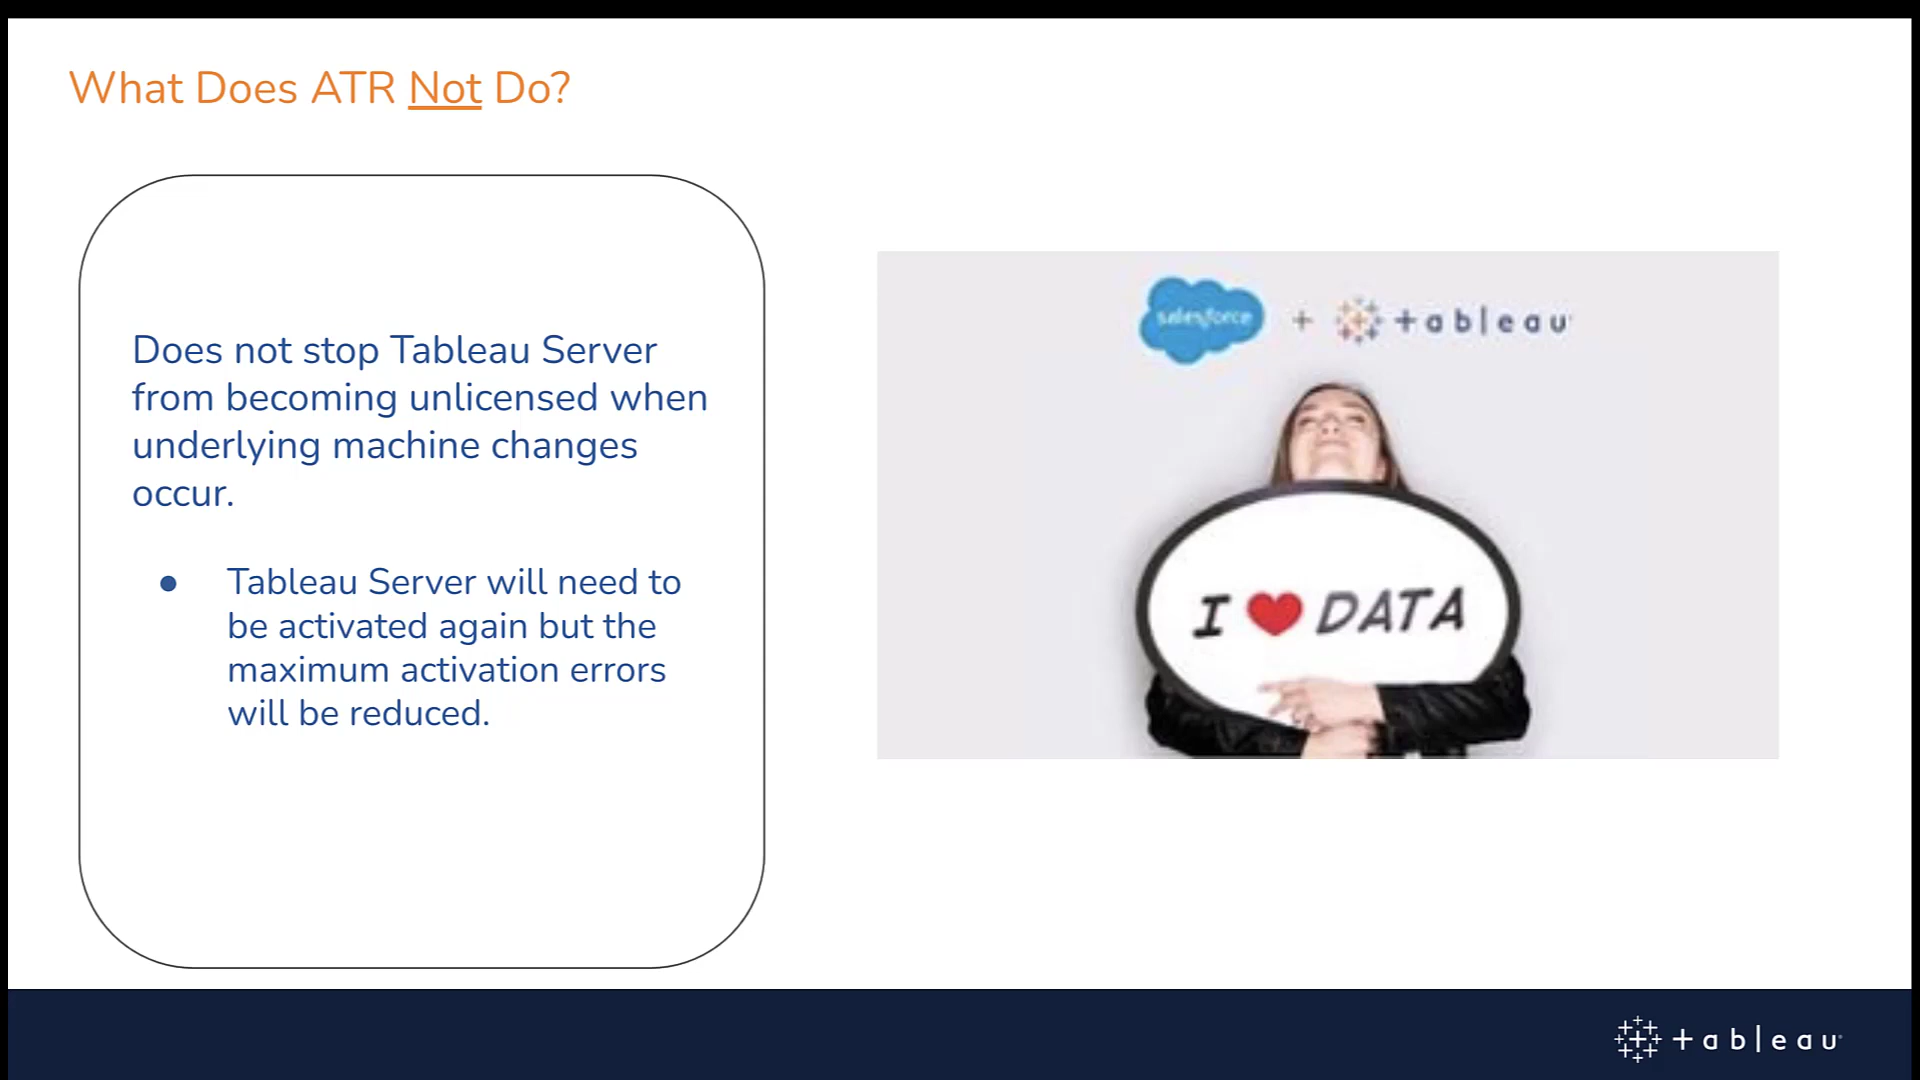 What Does ATR Not Do?
Does not stop Tableau Server
from becoming unlicensed when
underlying machine changes
occur.
● Tableau Server will need to
be activated again but the
maximum activation errors
will be reduced.
salesforce + +ableau
I ❤ DATA
+ableau